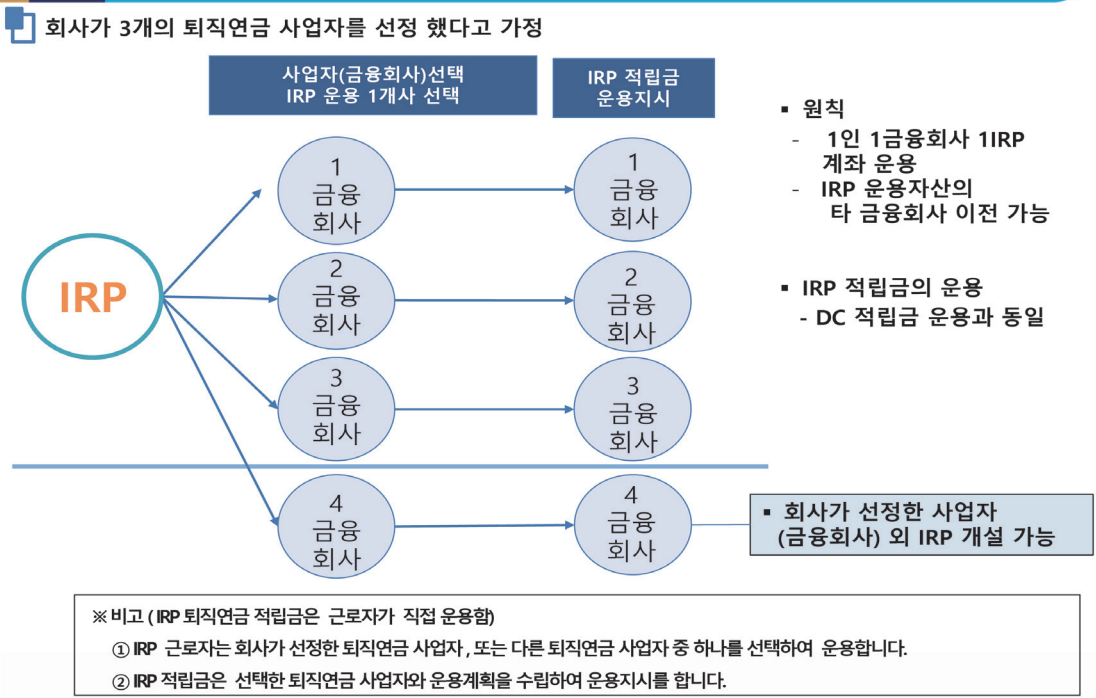 회사가 3개의 퇴직연금 사업자를 선정 했다고 가정
사업자(금융회사)선택
IRP 운용 1개사 선택
IRP 적립금
운용지시
IRP
1
금융
회사
1
금융
회사
2
금융
회사
2
금융
회사
3
금융
회사
3
금융
회사
4
금융
회사
4
금융
회사
▪ 원칙
- 1인 1금융회사 1IRP
계좌 운용
- IRP 운용자산의
타 금융회사 이전 가능
▪ IRP 적립금의 운용
- DC 적립금 운용과 동일
▪ 회사가 선정한 사업자
(금융회사) 외 IRP 개설 가능
※ 비고 ( IRP 퇴직연금 적립금은 근로자가 직접 운용함)
① IRP 근로자는 회사가 선정한 퇴직연금 사업자 , 또는 다른 퇴직연금 사업자 중 하나를 선택하여 운용합니다.
② IRP 적립금은 선택한 퇴직연금 사업자와 운용계획을 수립하여 운용지시를 합니다.